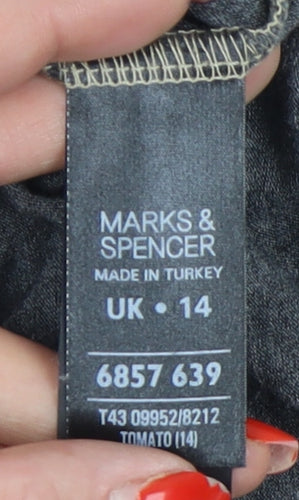 MARKS &
SPENCER
MADE IN TURKEY
UK • 14
6857 639
T43 09952/8212
TOMATO (14)